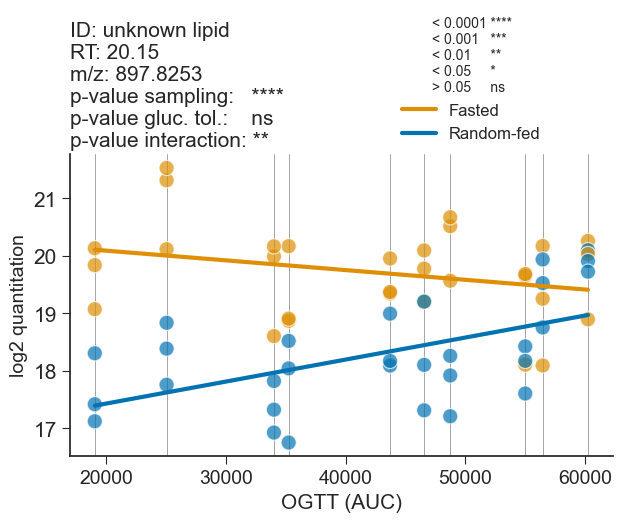 ID: unknown lipid
RT: 20.15
m/z: 897.8253
p-value sampling: ****
p-value gluc. tol.: ns
p-value interaction: **
< 0.0001 ****
< 0.001 ***
< 0.01 **
< 0.05 *
> 0.05 ns
Fasted
Random-fed
log2 quantitation
21
20
19
18
17
20000 30000 40000 50000 60000
OGTT (AUC)